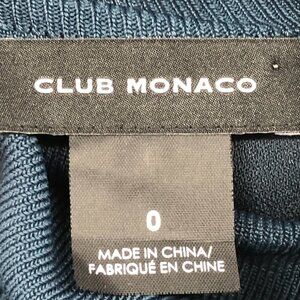 CLUB MONACO
0
MADE IN CHINA/
FABRIQUÉ EN CHINE